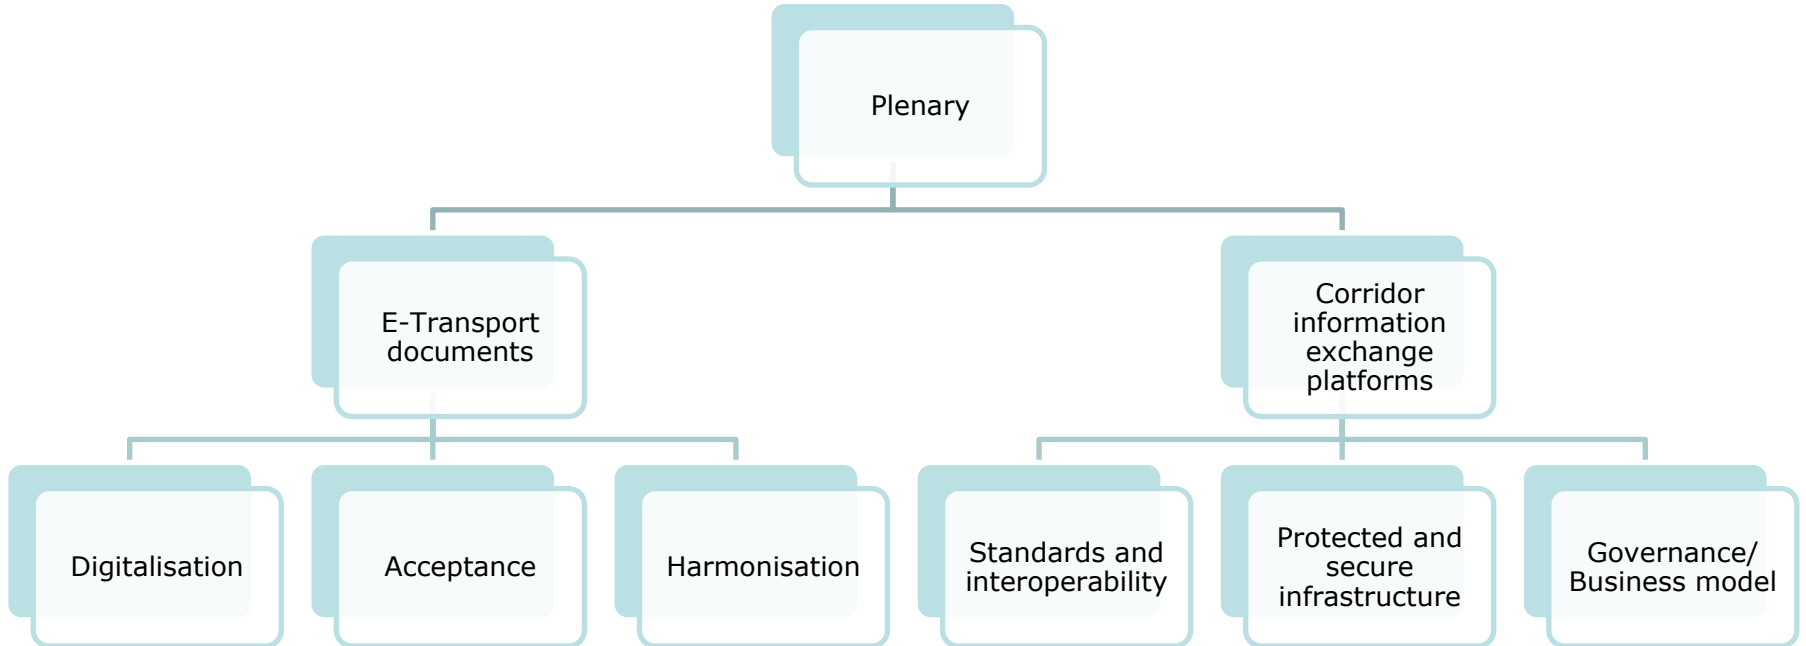 Plenary
E-Transport
documents
Corridor
information
exchange
platforms
Digitalisation
Acceptance
Harmonisation
Standards and
interoperability
Protected and
secure
infrastructure
Governance/
Business model